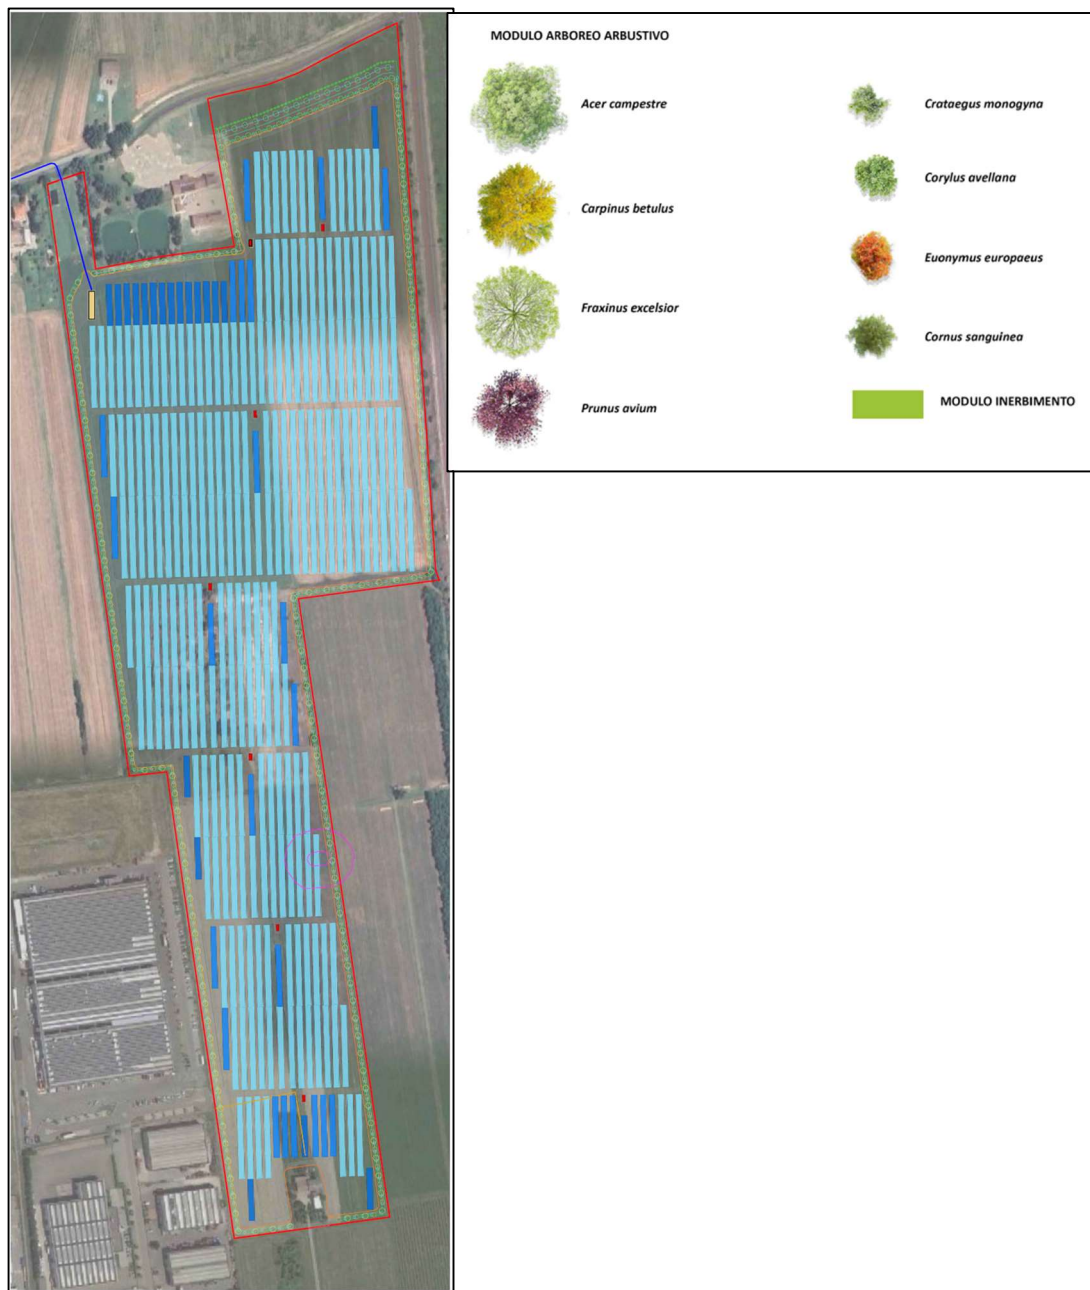 MODULO ARBOREO ARBUSTIVO
Acer campestre
Carpinus betulus
Fraxinus excelsior
Prunus avium
Crataegus monogyna
Corylus avellana
Euonymus europaeus
Cornus sanguinea
MODULO INERBIMENTO